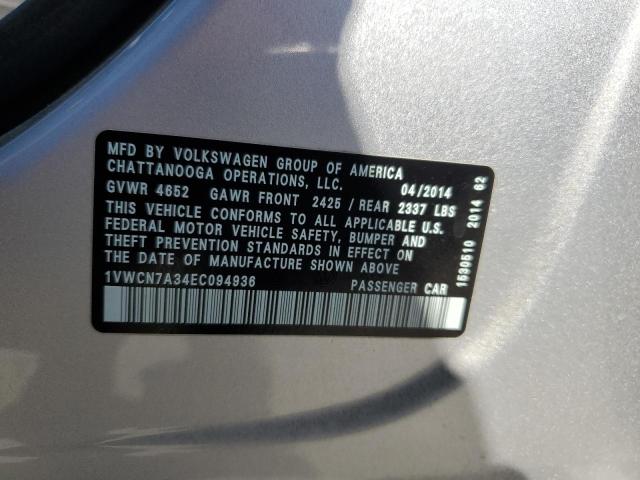 MFD BY VOLKSWAGEN GROUP OF AMERICA
CHATTANOOGA OPERATIONS, LLC. 04/2014
GVWR 4652 GAWR FRONT 2425 / REAR 2337 LBS
THIS VEHICLE CONFORMS TO ALL APPLICABLE U.S.
FEDERAL MOTOR VEHICLE SAFETY, BUMPER AND
THEFT PREVENTION STANDARDS IN EFFECT ON
THE DATE OF MANUFACTURE SHOWN ABOVE
1VWCN7A34EC094936 PASSENGER CAR
1530510 2014 62